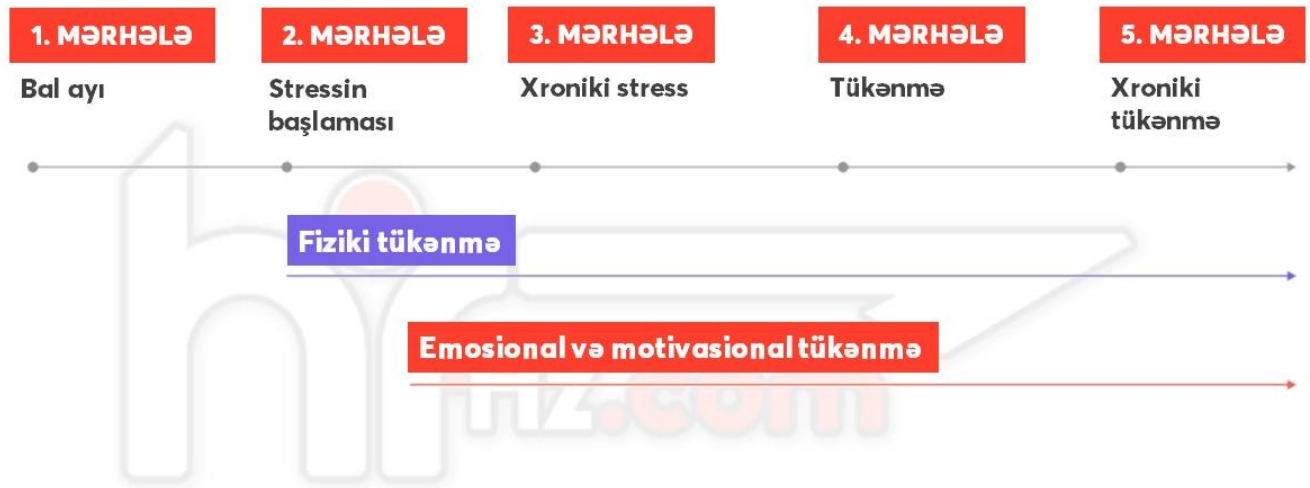 1. MƏRHƏLƏ
Bal ayı
2. MƏRHƏLƏ
Stressin
başlaması
3. MƏRHƏLƏ
Xroniki stress
4. MƏRHƏLƏ
Tükənmə
5. MƏRHƏLƏ
Xroniki
tükənmə
Fiziki tükənmə
Emosional və motivasional tükənmə